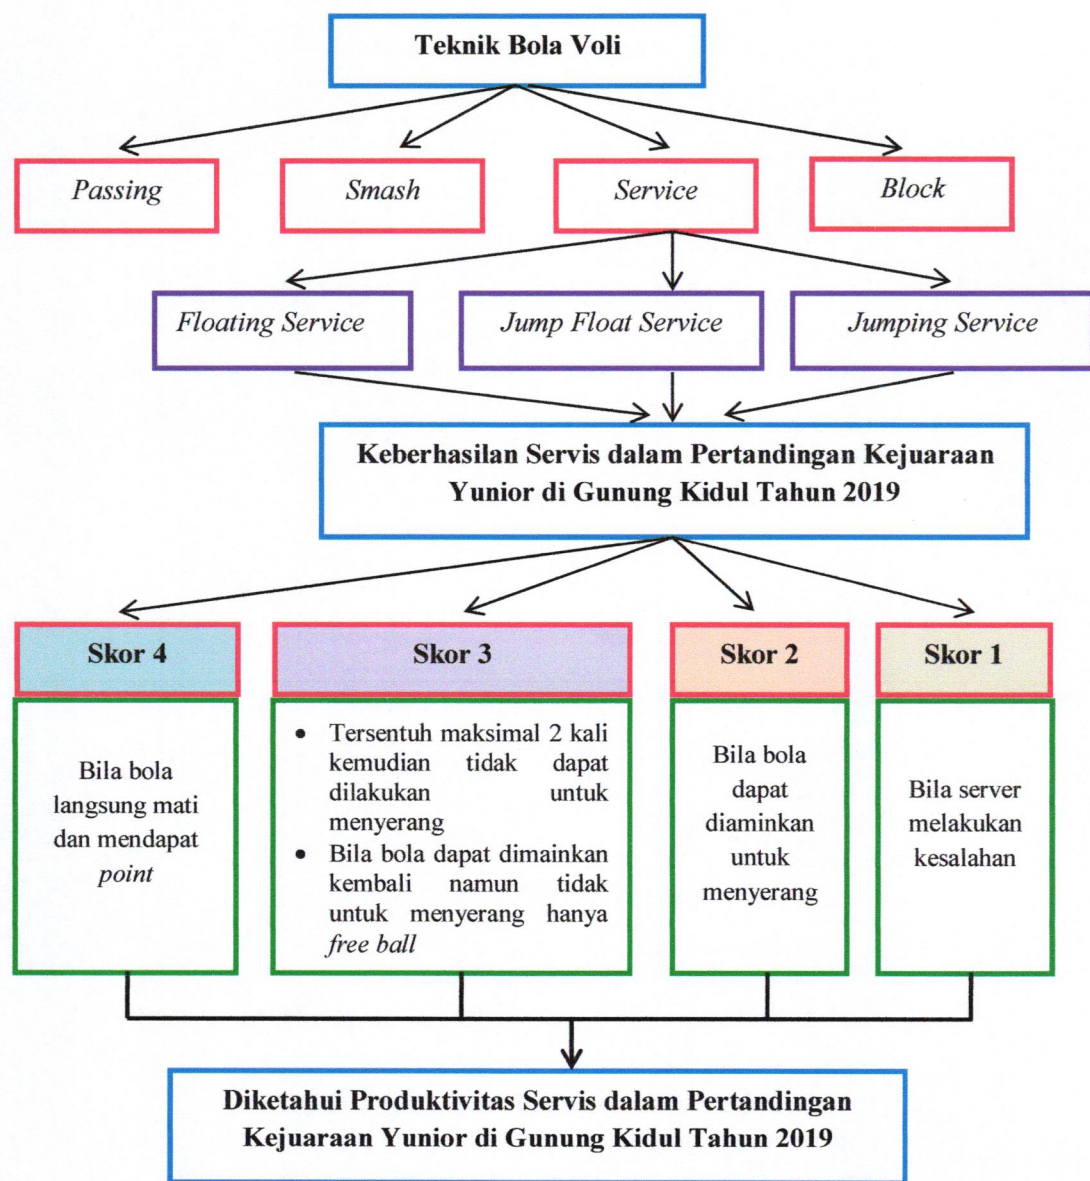 Teknik Bola Voli
Passing
Smash
Service
Block
Floating Service
Jump Float Service
Jumping Service
Keberhasilan Servis dalam Pertandingan Kejuaraan
Yunior di Gunung Kidul Tahun 2019
Skor 4
Skor 3
Skor 2
Skor 1
Bila bola
langsung mati
dan mendapat
point
• Tersentuh maksimal 2 kali
kemudian tidak dapat
dilakukan untuk
menyerang
• Bila bola dapat dimainkan
kembali namun tidak
untuk menyerang hanya
free ball
Bila bola
dapat
diaminkan
untuk
menyerang
Bila server
melakukan
kesalahan
Diketahui Produktivitas Servis dalam Pertandingan
Kejuaraan Yunior di Gunung Kidul Tahun 2019